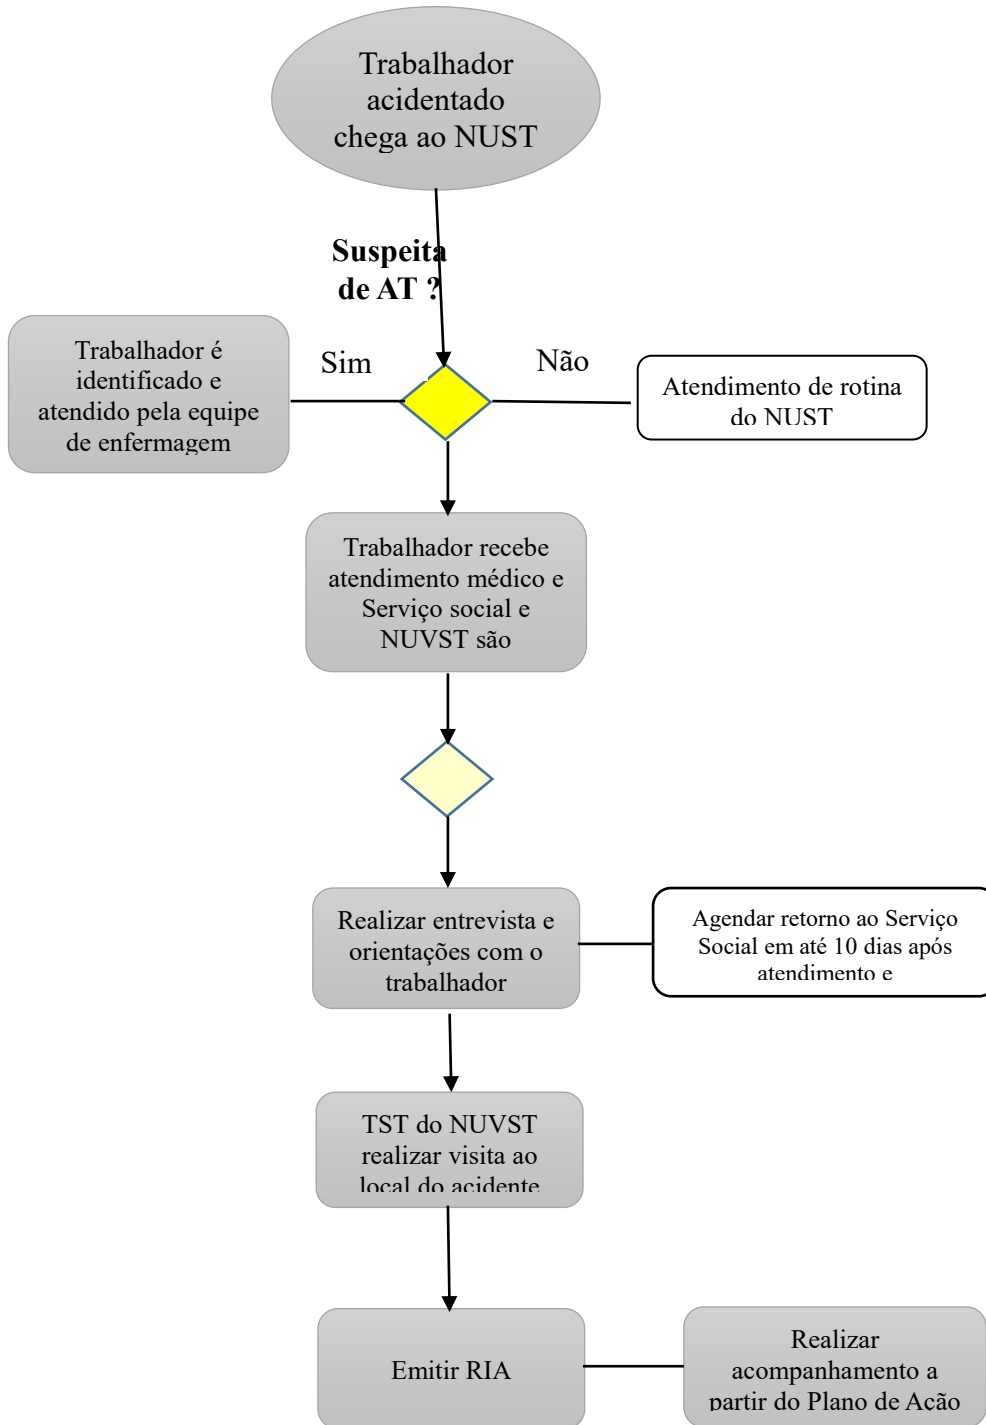 Trabalhador
acidentado
chega ao NUST
Suspeita
de AT ?
Sim
Não
Trabalhador é
identificado e
atendido pela equipe
de enfermagem
Atendimento de rotina
do NUST
Trabalhador recebe
atendimento médico e
Serviço social e
NUVST são
Realizar entrevista e
orientações com o
trabalhador
Agendar retorno ao Serviço
Social em até 10 dias após
atendimento e
TST do NUVST
realizar visita ao
local do acidente
Emitir RIA
Realizar
acompanhamento a
partir do Plano de Ação